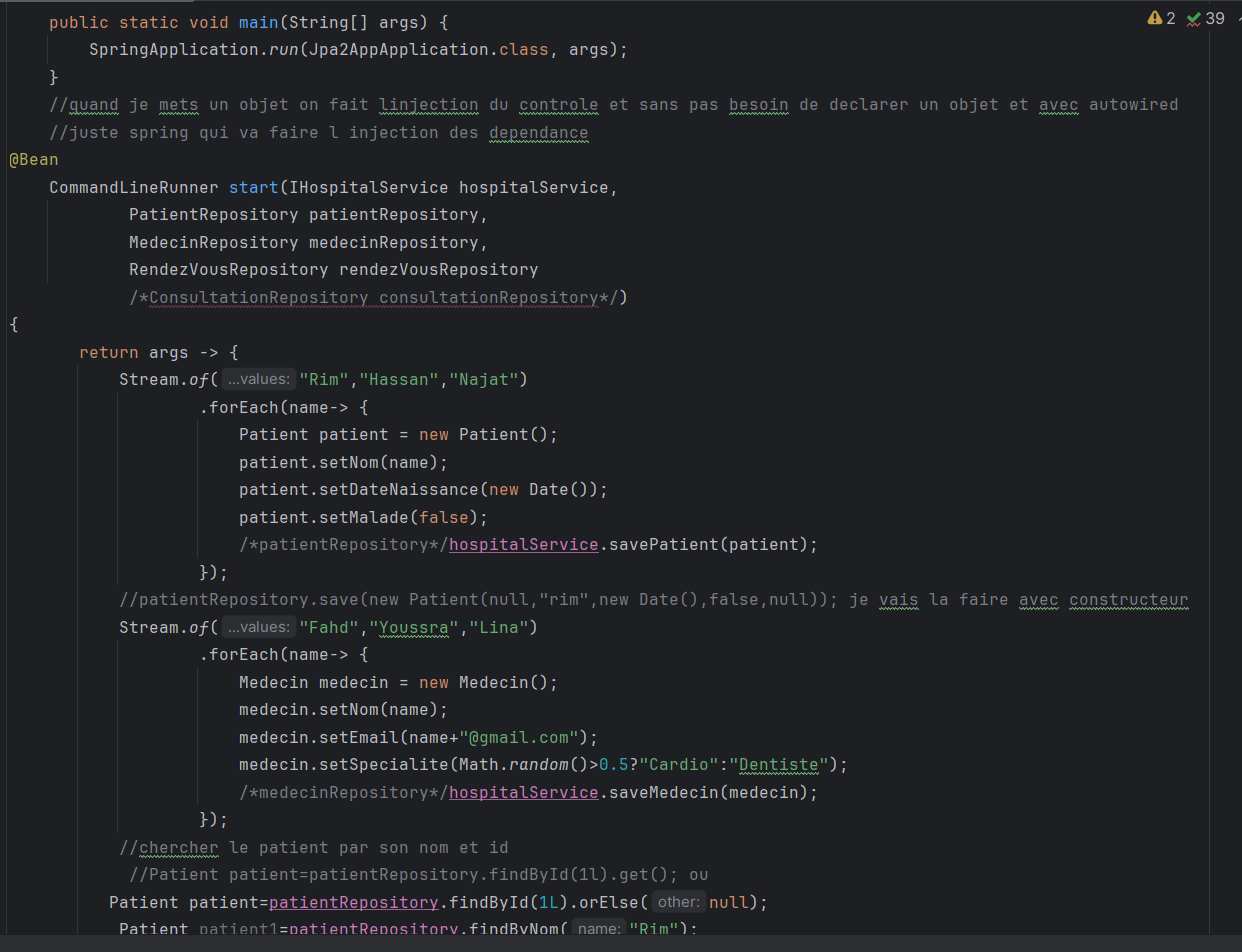 public static void main(String[] args) {
2 39
SpringApplication.run(Jpa2AppApplication.class, args);
}
//quand je mets un objet on fait linjection du controle et sans pas besoin de declarer un objet et avec autowired
//juste spring qui va faire l injection des dependance
@Bean
CommandLineRunner start(IHospitalService hospitalService,
PatientRepository patientRepository,
MedecinRepository medecinRepository,
RendezVousRepository rendezVousRepository
/*ConsultationRepository consultationRepository*/)
{
return args -> {
Stream.of( ...values: "Rim","Hassan","Najat")
.forEach(name-> {
Patient patient = new Patient();
patient.setNom(name);
patient.setDateNaissance(new Date());
patient.setMalade(false);
/*patientRepository*/hospitalService.savePatient(patient);
});
//patientRepository.save(new Patient(null,"rim",new Date(),false,null)); je vais la faire avec constructeur
Stream.of( ...values: "Fahd","Youssra","Lina")
.forEach(name-> {
Medecin medecin = new Medecin();
medecin.setNom(name);
medecin.setEmail(name+"@gmail.com");
medecin.setSpecialite(Math.random()>0.5?"Cardio":"Dentiste");
/*medecinRepository*/hospitalService.saveMedecin(medecin);
});
//chercher le patient par son nom et id
//Patient patient=patientRepository.findById(1l).get(); ou
Patient patient=patientRepository.findById(1L).orElse( other: null);
Patient patient1=patientRepository.findByNom( name: "Rim");